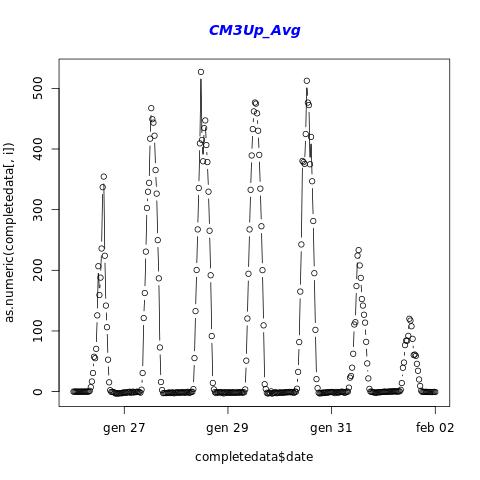 CM3Up_Avg
as.numeric(completedata[, i])
500
400
300
200
100
0
gen 27
gen 29
gen 31
feb 02
completedata$date